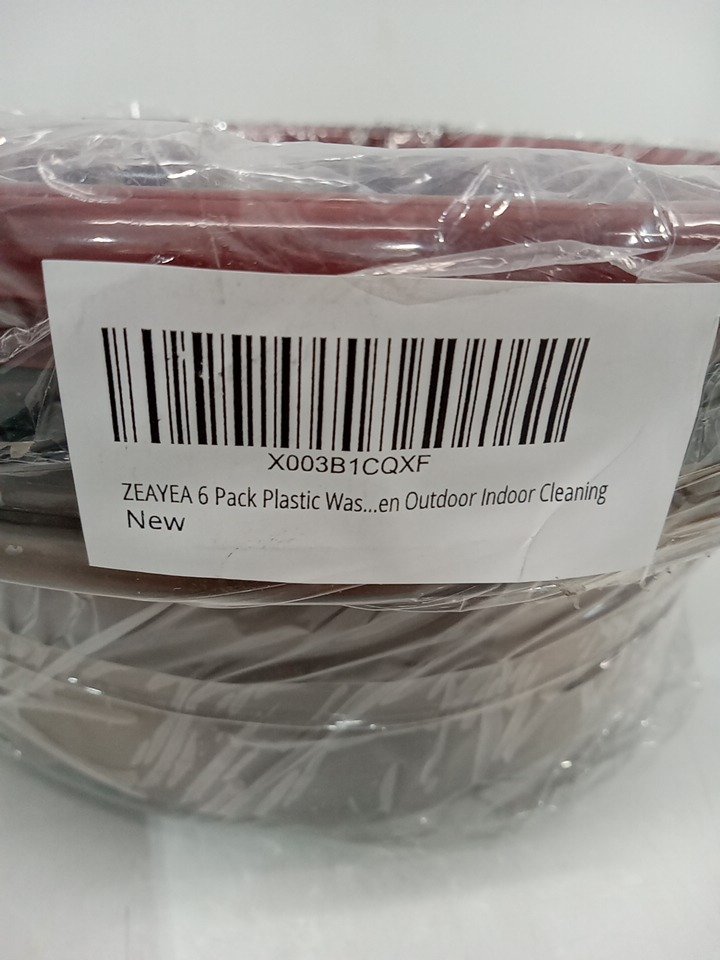 X003B1CQXF
ZEAYEA 6 Pack Plastic Was...en Outdoor Indoor Cleaning
New